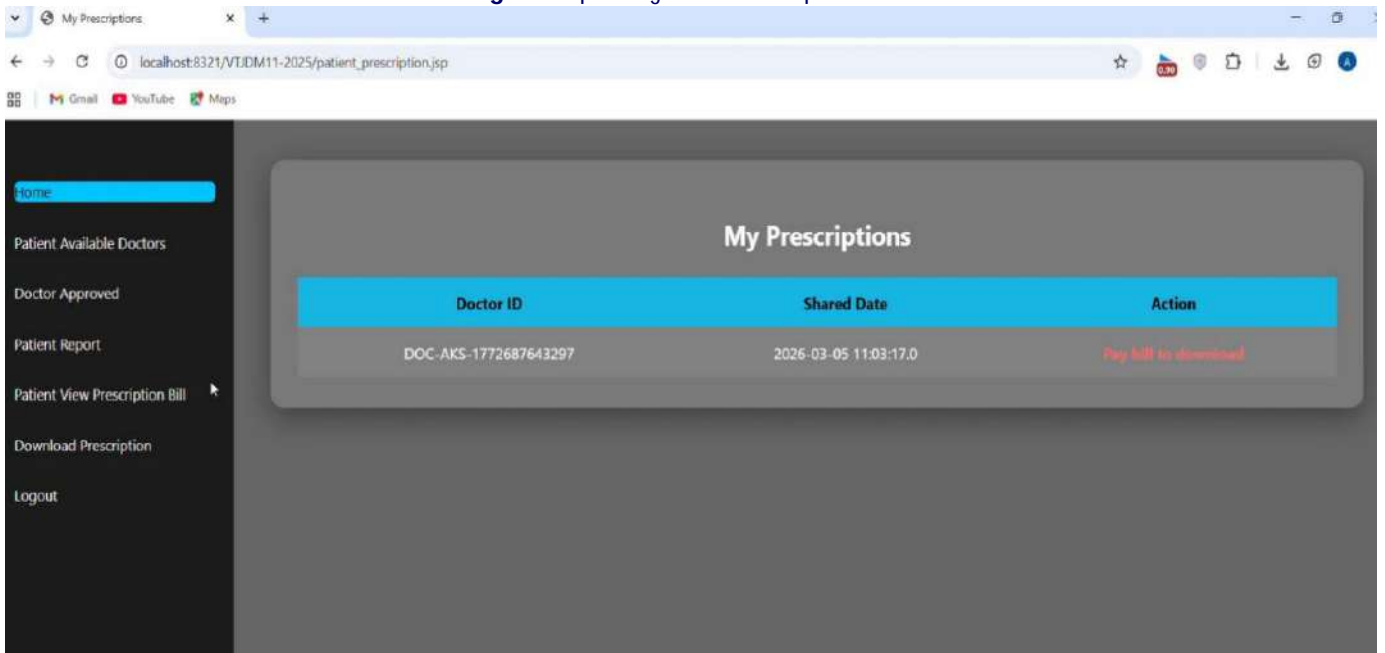 My Prescriptions
localhost:8321/VTJDM11-2025/patient_prescription.jsp
0.90
A
Gmail
YouTube
Maps
Home
Patient Available Doctors
Doctor Approved
Patient Report
Patient View Prescription Bill
Download Prescription
Logout
My Prescriptions
Doctor ID Shared Date Action
DOC-AKS-1772687643297 2026-03-05 11:03:17.0 Pay bill to download